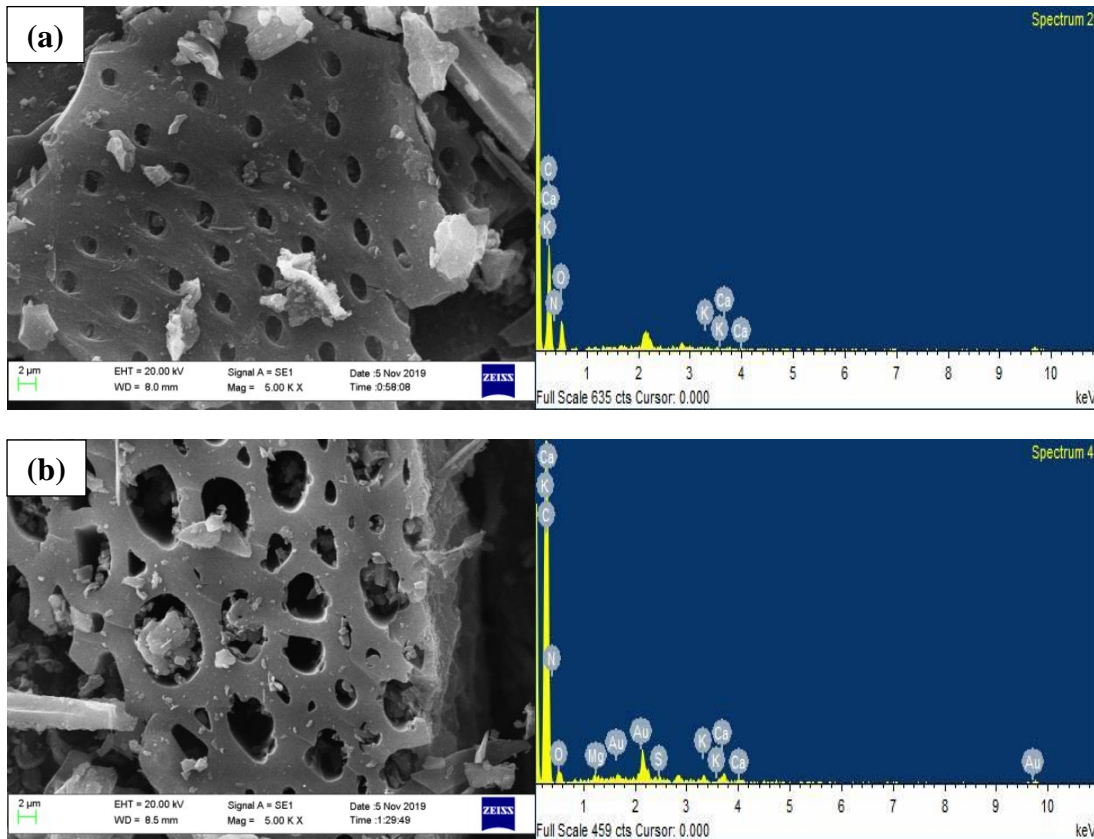 (a)
2 µm
EHT = 20.00 kV
WD = 8.0 mm
Signal A = SE1
Mag = 5.00 K X
Date :5 Nov 2019
Time :0:58:08
ZEISS
Spectrum 2
C
Ca
K
O
N
K
Ca
K
Ca
1 2 3 4 5 6 7 8 9 10
Full Scale 635 cts Cursor: 0.000
keV
(b)
2 µm
EHT = 20.00 kV
WD = 8.5 mm
Signal A = SE1
Mag = 5.00 K X
Date :5 Nov 2019
Time :1:29:49
ZEISS
Spectrum 4
Ca
K
C
N
O
Mg
Au
Au
S
K
Ca
K
Ca
Au
1 2 3 4 5 6 7 8 9 10
Full Scale 459 cts Cursor: 0.000
keV